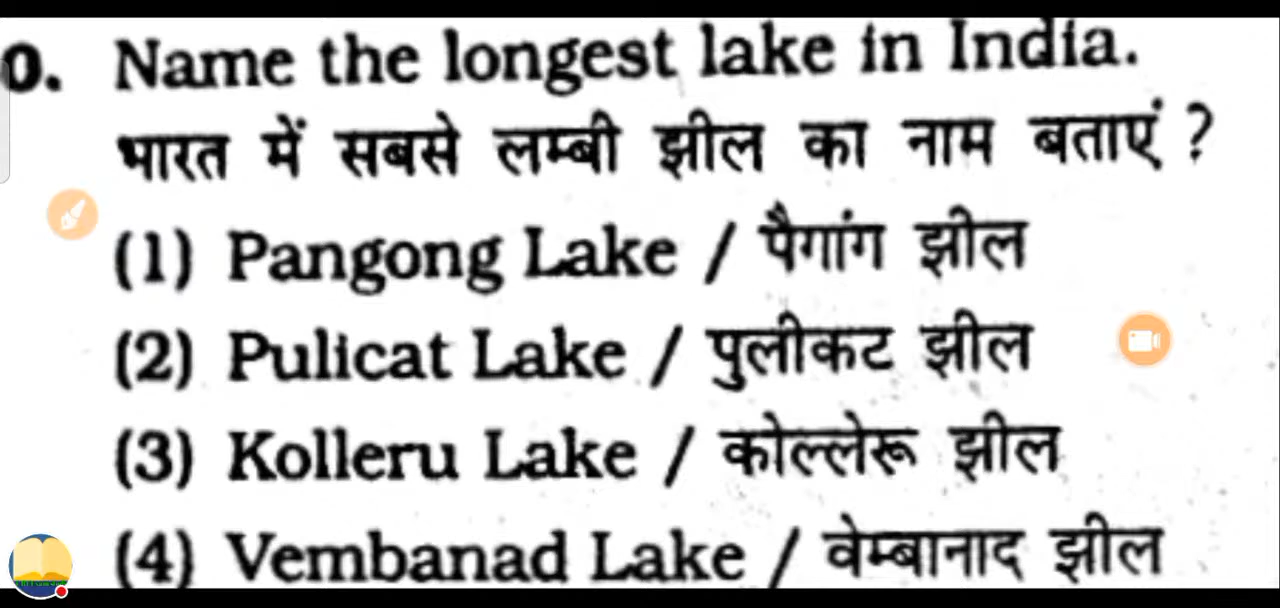 0. Name the longest lake in India.
भारत में सबसे लम्बी झील का नाम बताएं ?
(1) Pangong Lake / पैगांग झील
(2) Pulicat Lake / पुलीकट झील
(3) Kolleru Lake / कोल्लेरू झील
(4) Vembanad Lake / वेम्बानाद झील